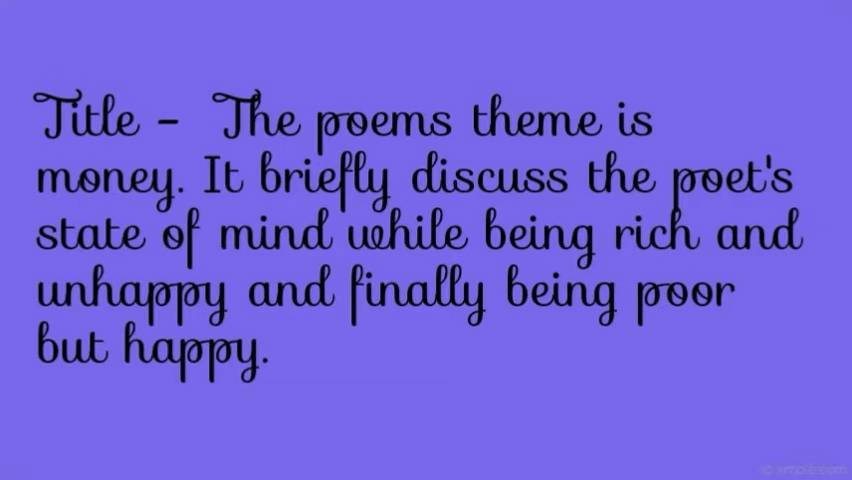 Title - The poems theme is
money. It briefly discuss the poet's
state of mind while being rich and
unhappy and finally being poor
but happy.